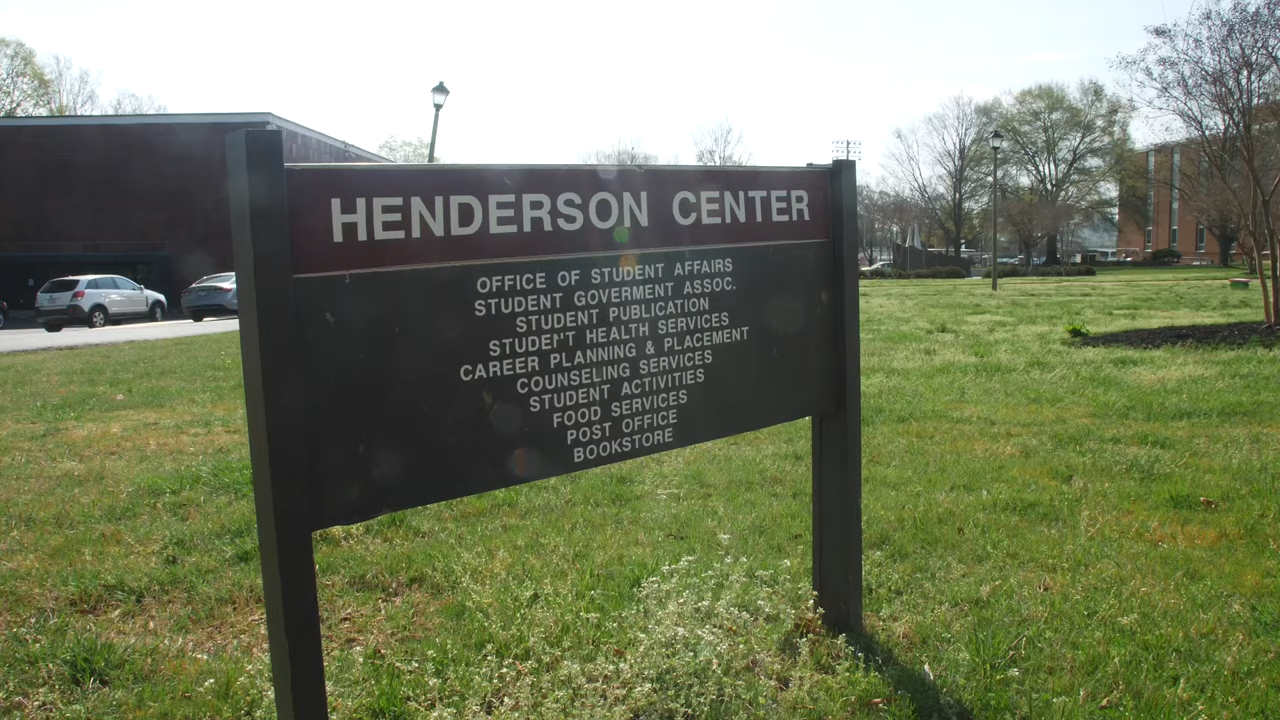 HENDERSON CENTER
OFFICE OF STUDENT AFFAIRS
STUDENT GOVERMENT ASSOC.
STUDENT PUBLICATION
STUDENT HEALTH SERVICES
CAREER PLANNING & PLACEMENT
COUNSELING SERVICES
STUDENT ACTIVITIES
FOOD SERVICES
POST OFFICE
BOOKSTORE